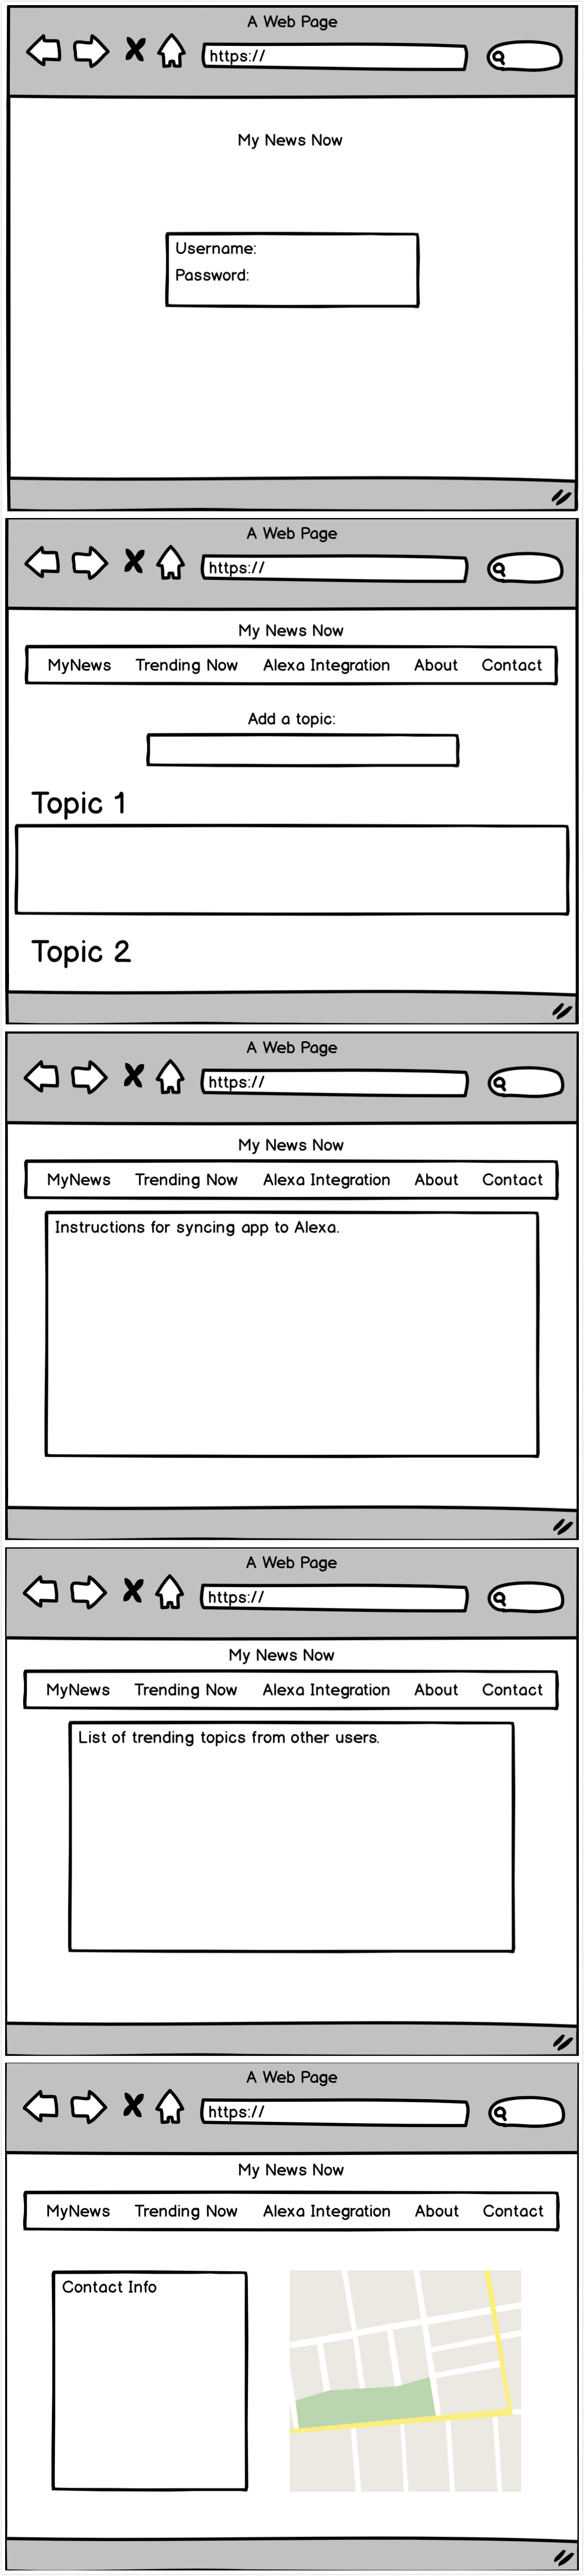 A Web Page
https://
My News Now
Username:
Password:
A Web Page
https://
My News Now
MyNews Trending Now Alexa Integration About Contact
Add a topic:
Topic 1
Topic 2
A Web Page
https://
My News Now
MyNews Trending Now Alexa Integration About Contact
Instructions for syncing app to Alexa.
A Web Page
https://
My News Now
MyNews Trending Now Alexa Integration About Contact
List of trending topics from other users.
A Web Page
https://
My News Now
MyNews Trending Now Alexa Integration About Contact
Contact Info